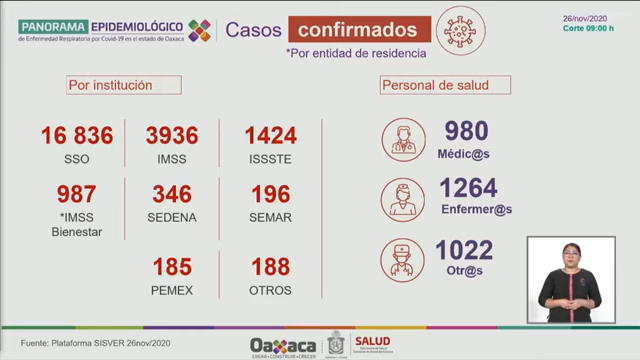 PANORAMA EPIDEMIOLÓGICO
de Enfermedad Respiratoria por Covid-19 en el estado de Oaxaca
Casos confirmados
*Por entidad de residencia
26/nov/2020
Corte 09:00 h
Por institución
16 836
SSO
3936
IMSS
1424
ISSSTE
987
*IMSS
Bienestar
346
SEDENA
196
SEMAR
185
PEMEX
188
OTROS
Personal de salud
980
Médic@s
1264
Enfermer@s
1022
Otr@s
Fuente: Plataforma SISVER 26nov/2020
Oaxaca
CREAR • CONSTRUIR • CRECER
SALUD